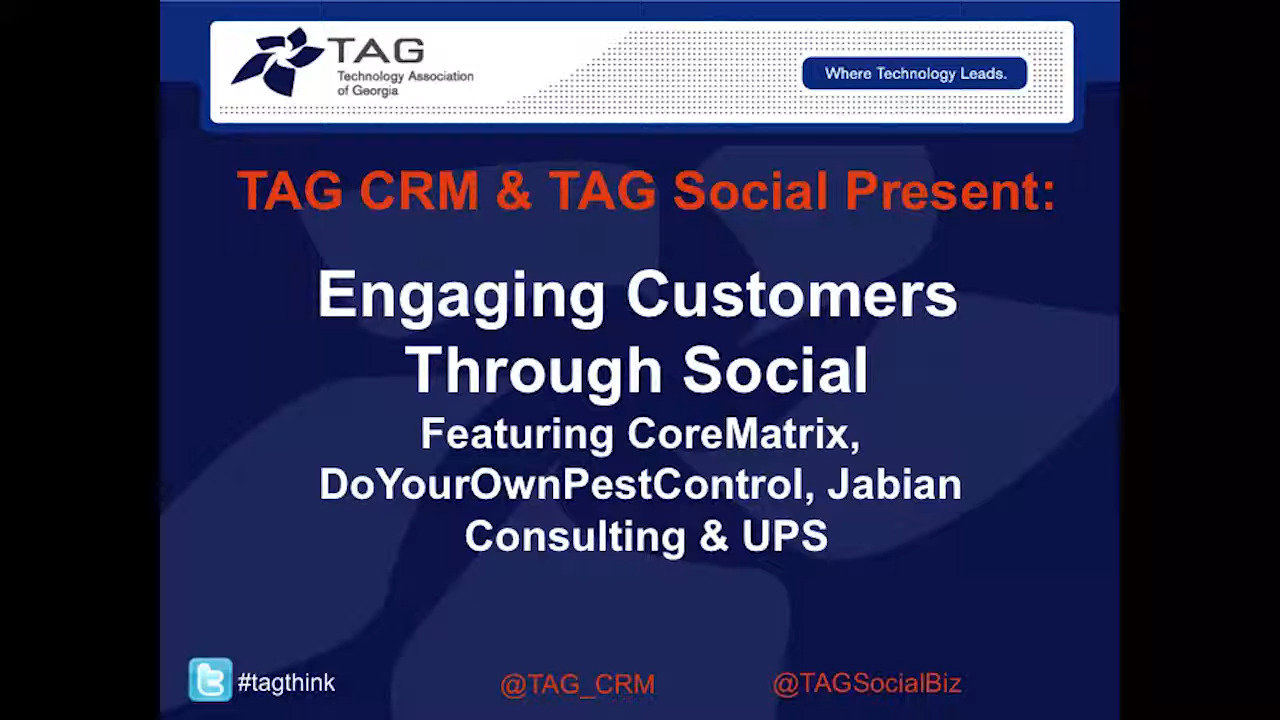 TAG
Technology Association
of Georgia
Where Technology Leads.
TAG CRM & TAG Social Present:
Engaging Customers
Through Social
Featuring CoreMatrix,
DoYourOwnPestControl, Jabian
Consulting & UPS
#tagthink
@TAG_CRM
@TAGSocialBiz